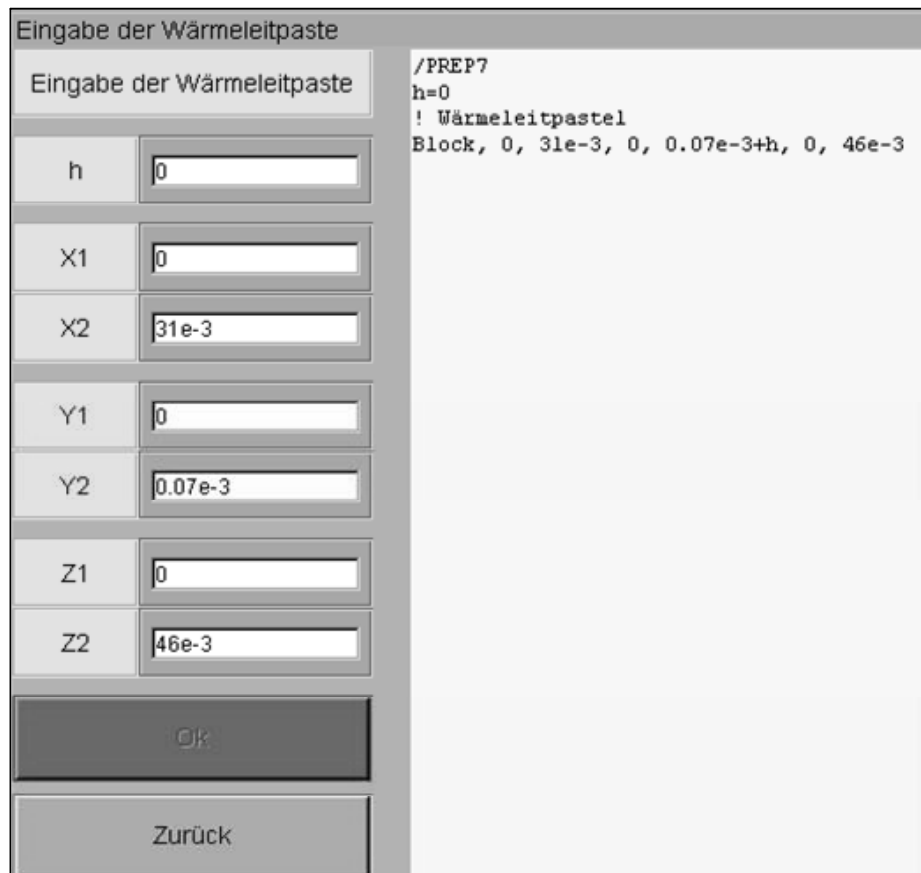 Eingabe der Wärmeleitpaste
Eingabe der Wärmeleitpaste
h
0
X1
0
X2
31e-3
Y1
0
Y2
0.07e-3
Z1
0
Z2
46e-3
Ok
Zurück
/PREP7
h=0
! Wärmeleitpastel
Block, 0, 31e-3, 0, 0.07e-3+h, 0, 46e-3